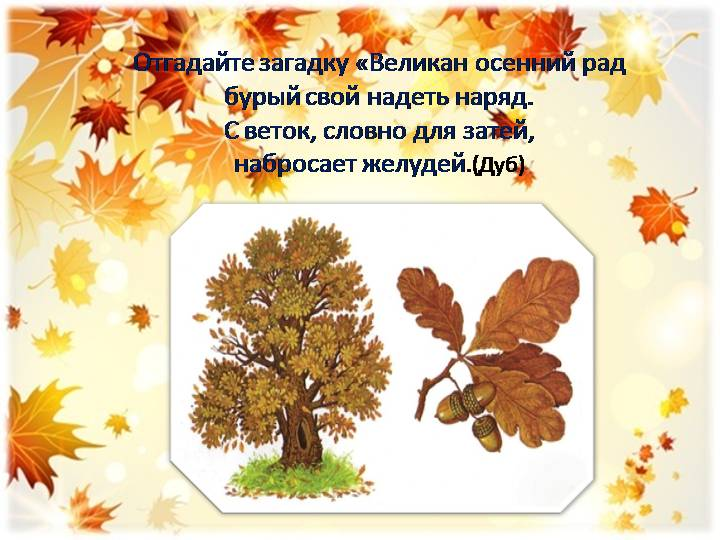 Отгадайте загадку «Великан осенний рад
бурый свой надеть наряд.
С веток, словно для затей,
набросает желудей.(Дуб)